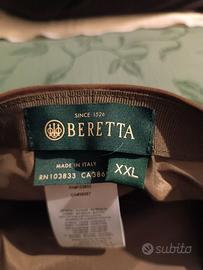 SINCE 1526
BERETTA
MADE IN ITALY
XXL
RN103833 CA386
subito